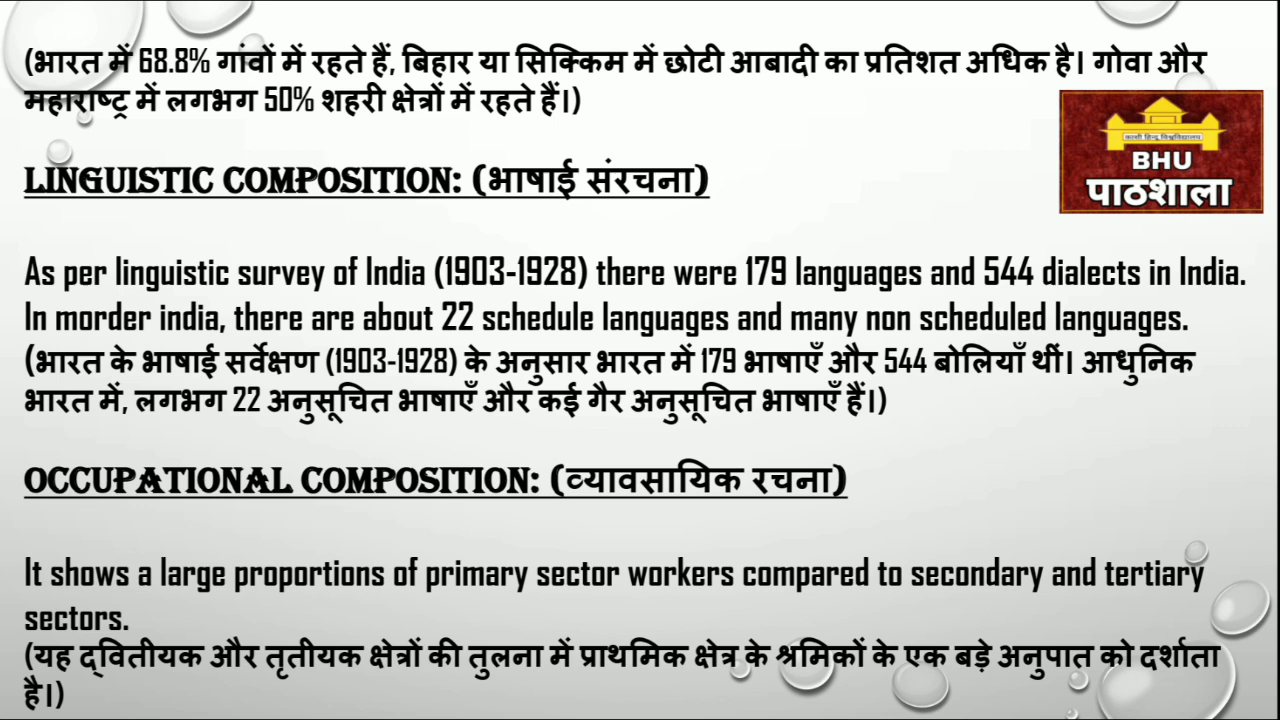 (भारत में 68.8% गांवों में रहते हैं, बिहार या सिक्किम में छोटी आबादी का प्रतिशत अधिक है। गोवा और
महाराष्ट्र में लगभग 50% शहरी क्षेत्रों में रहते हैं।)
काशी हिन्दू विश्वविद्यालय
BHU
पाठशाला
LINGUISTIC COMPOSITION: (भाषाई संरचना)
As per linguistic survey of India (1903-1928) there were 179 languages and 544 dialects in India.
In morder india, there are about 22 schedule languages and many non scheduled languages.
(भारत के भाषाई सर्वेक्षण (1903-1928) के अनुसार भारत में 179 भाषाएँ और 544 बोलियाँ थीं। आधुनिक
भारत में, लगभग 22 अनुसूचित भाषाएँ और कई गैर अनुसूचित भाषाएँ हैं।)
OCCUPATIONAL COMPOSITION: (व्यावसायिक रचना)
It shows a large proportions of primary sector workers compared to secondary and tertiary
sectors.
(यह द्वितीयक और तृतीयक क्षेत्रों की तुलना में प्राथमिक क्षेत्र के श्रमिकों के एक बड़े अनुपात को दर्शाता
है।)